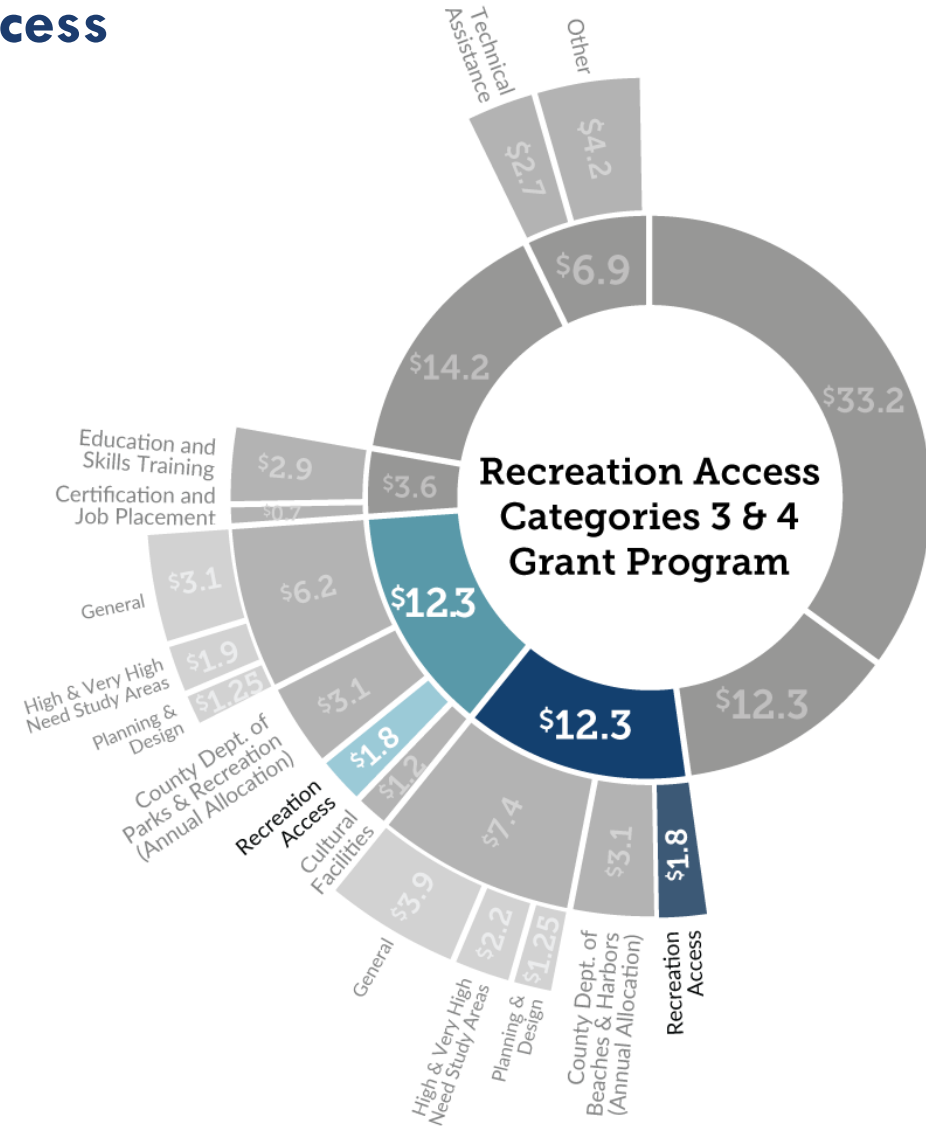 cess
Technical
Assistance
Other
$2.7
$4.2
$6.9
$14.2
$33.2
Education and
Skills Training
$2.9
$3.6
Certification and
Job Placement
$0.7
Recreation Access
Categories 3 & 4
Grant Program
$3.1
$6.2
$12.3
General
$1.9
High & Very High
Need Study Areas
$1.25
Planning &
Design
$3.1
County Dept. of
Parks & Recreation
(Annual Allocation)
$1.8
Recreation
Access
$1.2
Cultural
Facilities
$12.3
$12.3
$7.4
$3.1
$1.8
$3.9
General
$2.2
High & Very High
Need Study Areas
$1.25
Planning &
Design
County Dept. of
Beaches & Harbors
(Annual Allocation)
Recreation
Access